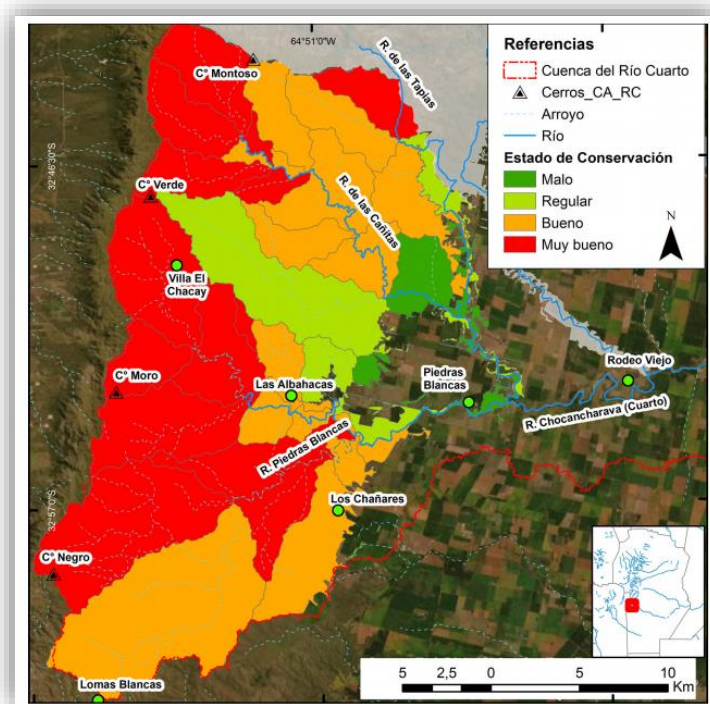 64°51'0"W
Referencias
Cuenca del Río Cuarto
Cerros_CA_RC
Arroyo
Río
Estado de Conservación
Malo
Regular
Bueno
Muy bueno
N
C° Montoso
R. de las Tapias
32°46'30"S
C° Verde
R. de las Cañitas
Villa El
Chacay
C° Moro
Las Albahacas
Piedras
Blancas
Rodeo Viejo
R. Chocancharava (Cuarto)
R. Piedras Blancas
32°57'0"S
Los Chañares
C° Negro
Lomas Blancas
5 2,5 0 5 10
Km